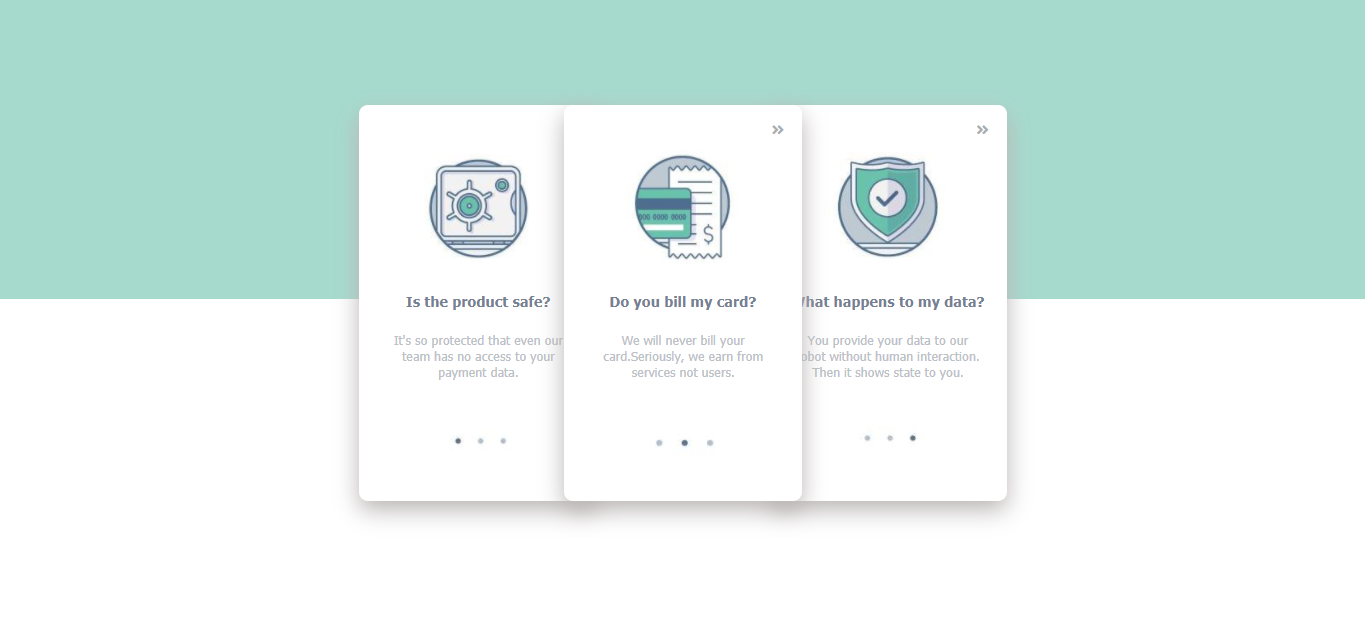 Is the product safe?
It's so protected that even our
team has no access to your
payment data.
Do you bill my card?
We will never bill your
card.Seriously, we earn from
services not users.
happens to my data?
You provide your data to our
without human interaction.
Then it shows state to you.
000 0000 0000
$